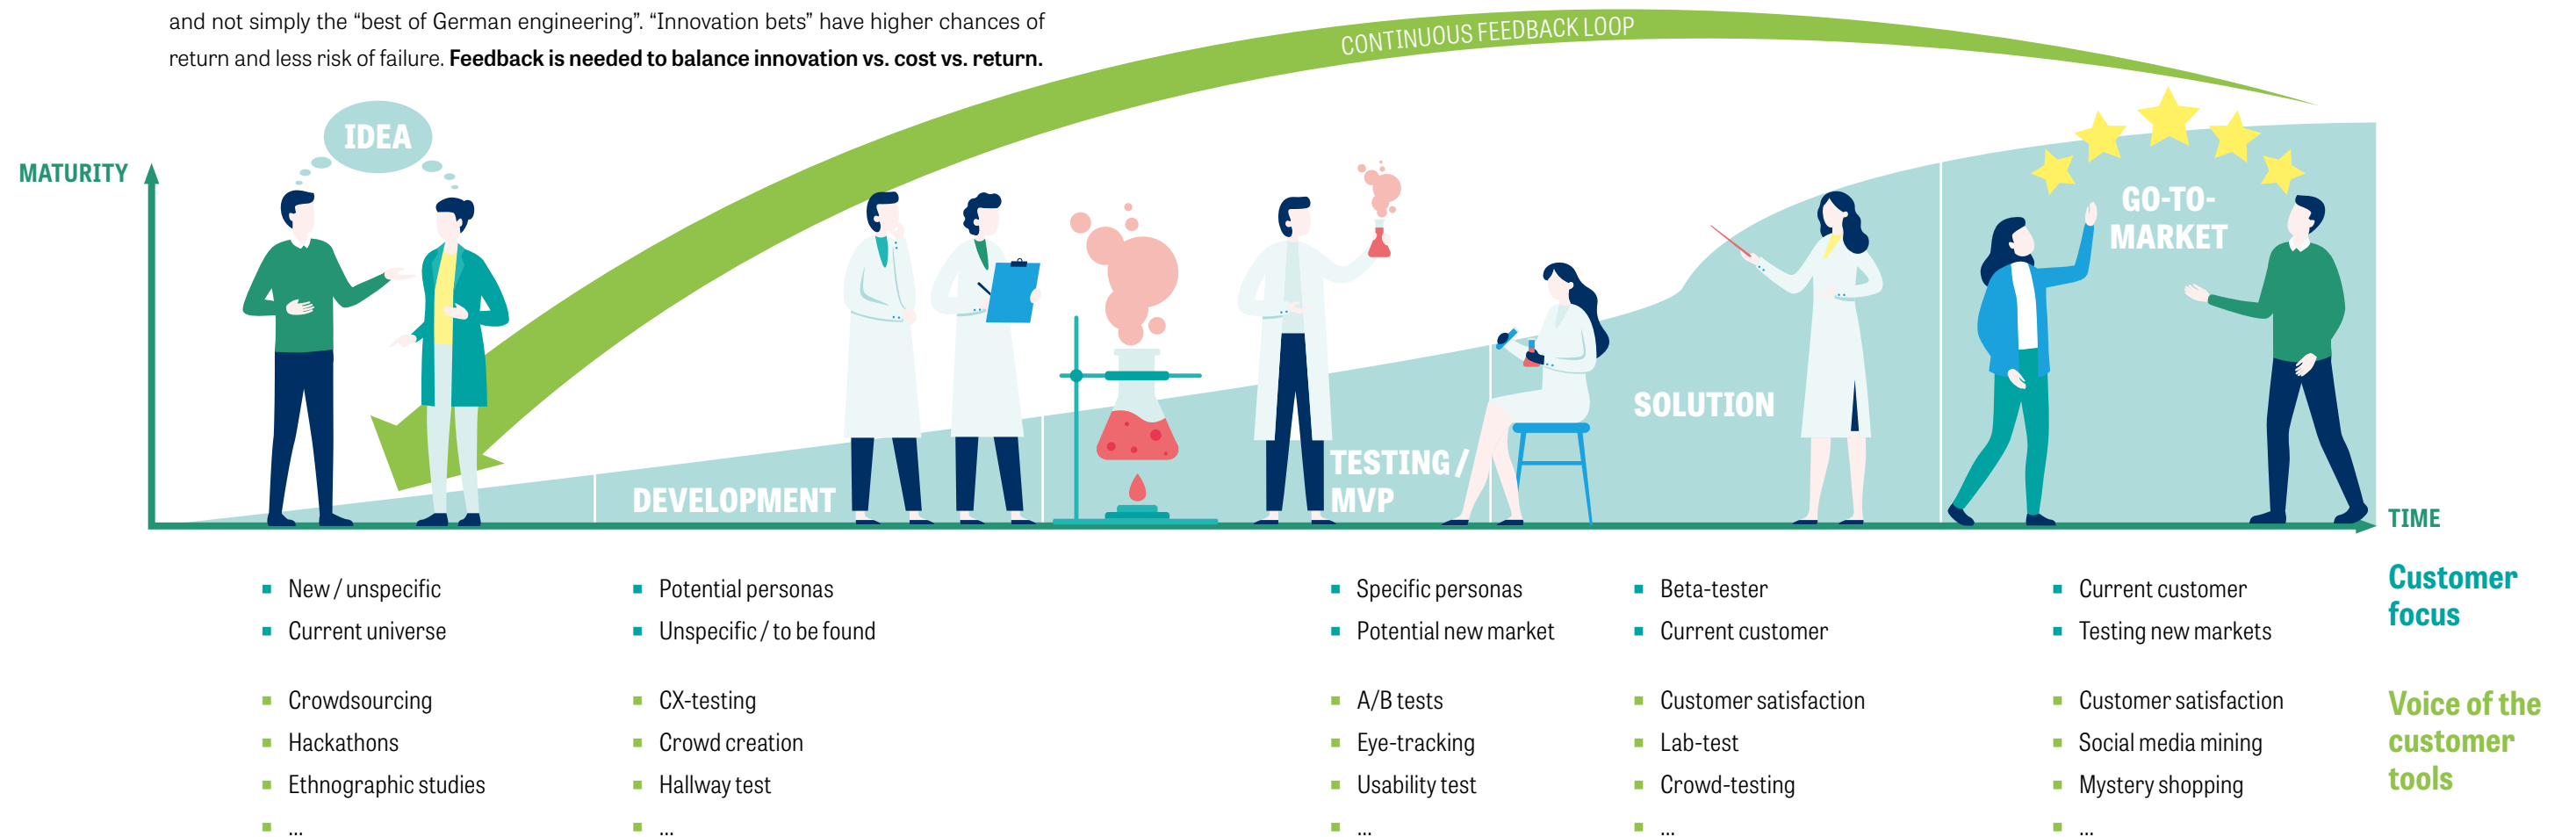 and not simply the “best of German engineering”. “Innovation bets” have higher chances of
return and less risk of failure. Feedback is needed to balance innovation vs. cost vs. return.
CONTINUOUS FEEDBACK LOOP
IDEA
MATURITY
GO-TO-
MARKET
SOLUTION
TESTING /
MVP
DEVELOPMENT
TIME
New / unspecific
Current universe
Potential personas
Unspecific / to be found
Specific personas
Potential new market
Beta-tester
Current customer
Current customer
Testing new markets
Customer
focus
Crowdsourcing
Hackathons
Ethnographic studies
...
CX-testing
Crowd creation
Hallway test
...
A/B tests
Eye-tracking
Usability test
...
Customer satisfaction
Lab-test
Crowd-testing
...
Customer satisfaction
Social media mining
Mystery shopping
...
Voice of the
customer
tools